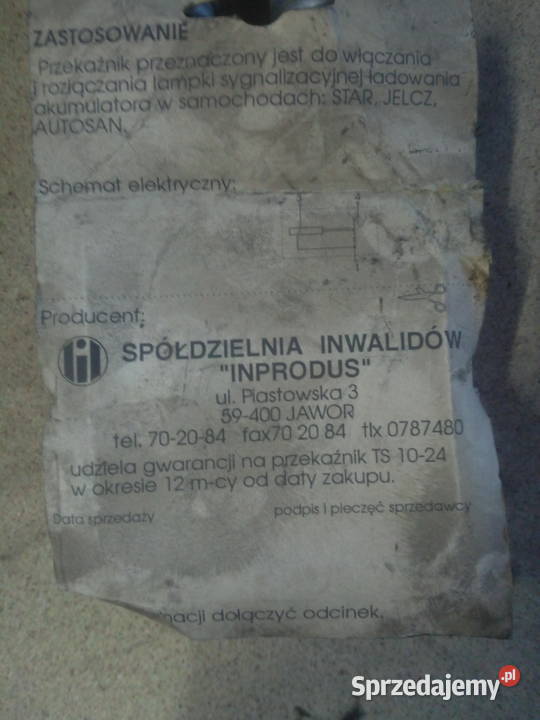 ZASTOSOWANIE
Przekaźnik przeznaczony jest do włączania
i rozłączania lampki sygnalizacyjnej ładowania
akumulatora w samochodach: STAR, JELCZ,
AUTOSAN.
Schemat elektryczny:
Producent:
SPÓŁDZIELNIA INWALIDÓW
"INPRODUS"
ul. Piastowska 3
59-400 JAWOR
tel. 70-20-84 fax70 20 84 tlx 0787480
udziela gwarancji na przekaźnik TS 10-24
w okresie 12 m-cy od daty zakupu.
Data sprzedaży podpis i pieczęć sprzedawcy
dołączyć odcinek.
Sprzedajemy.pl